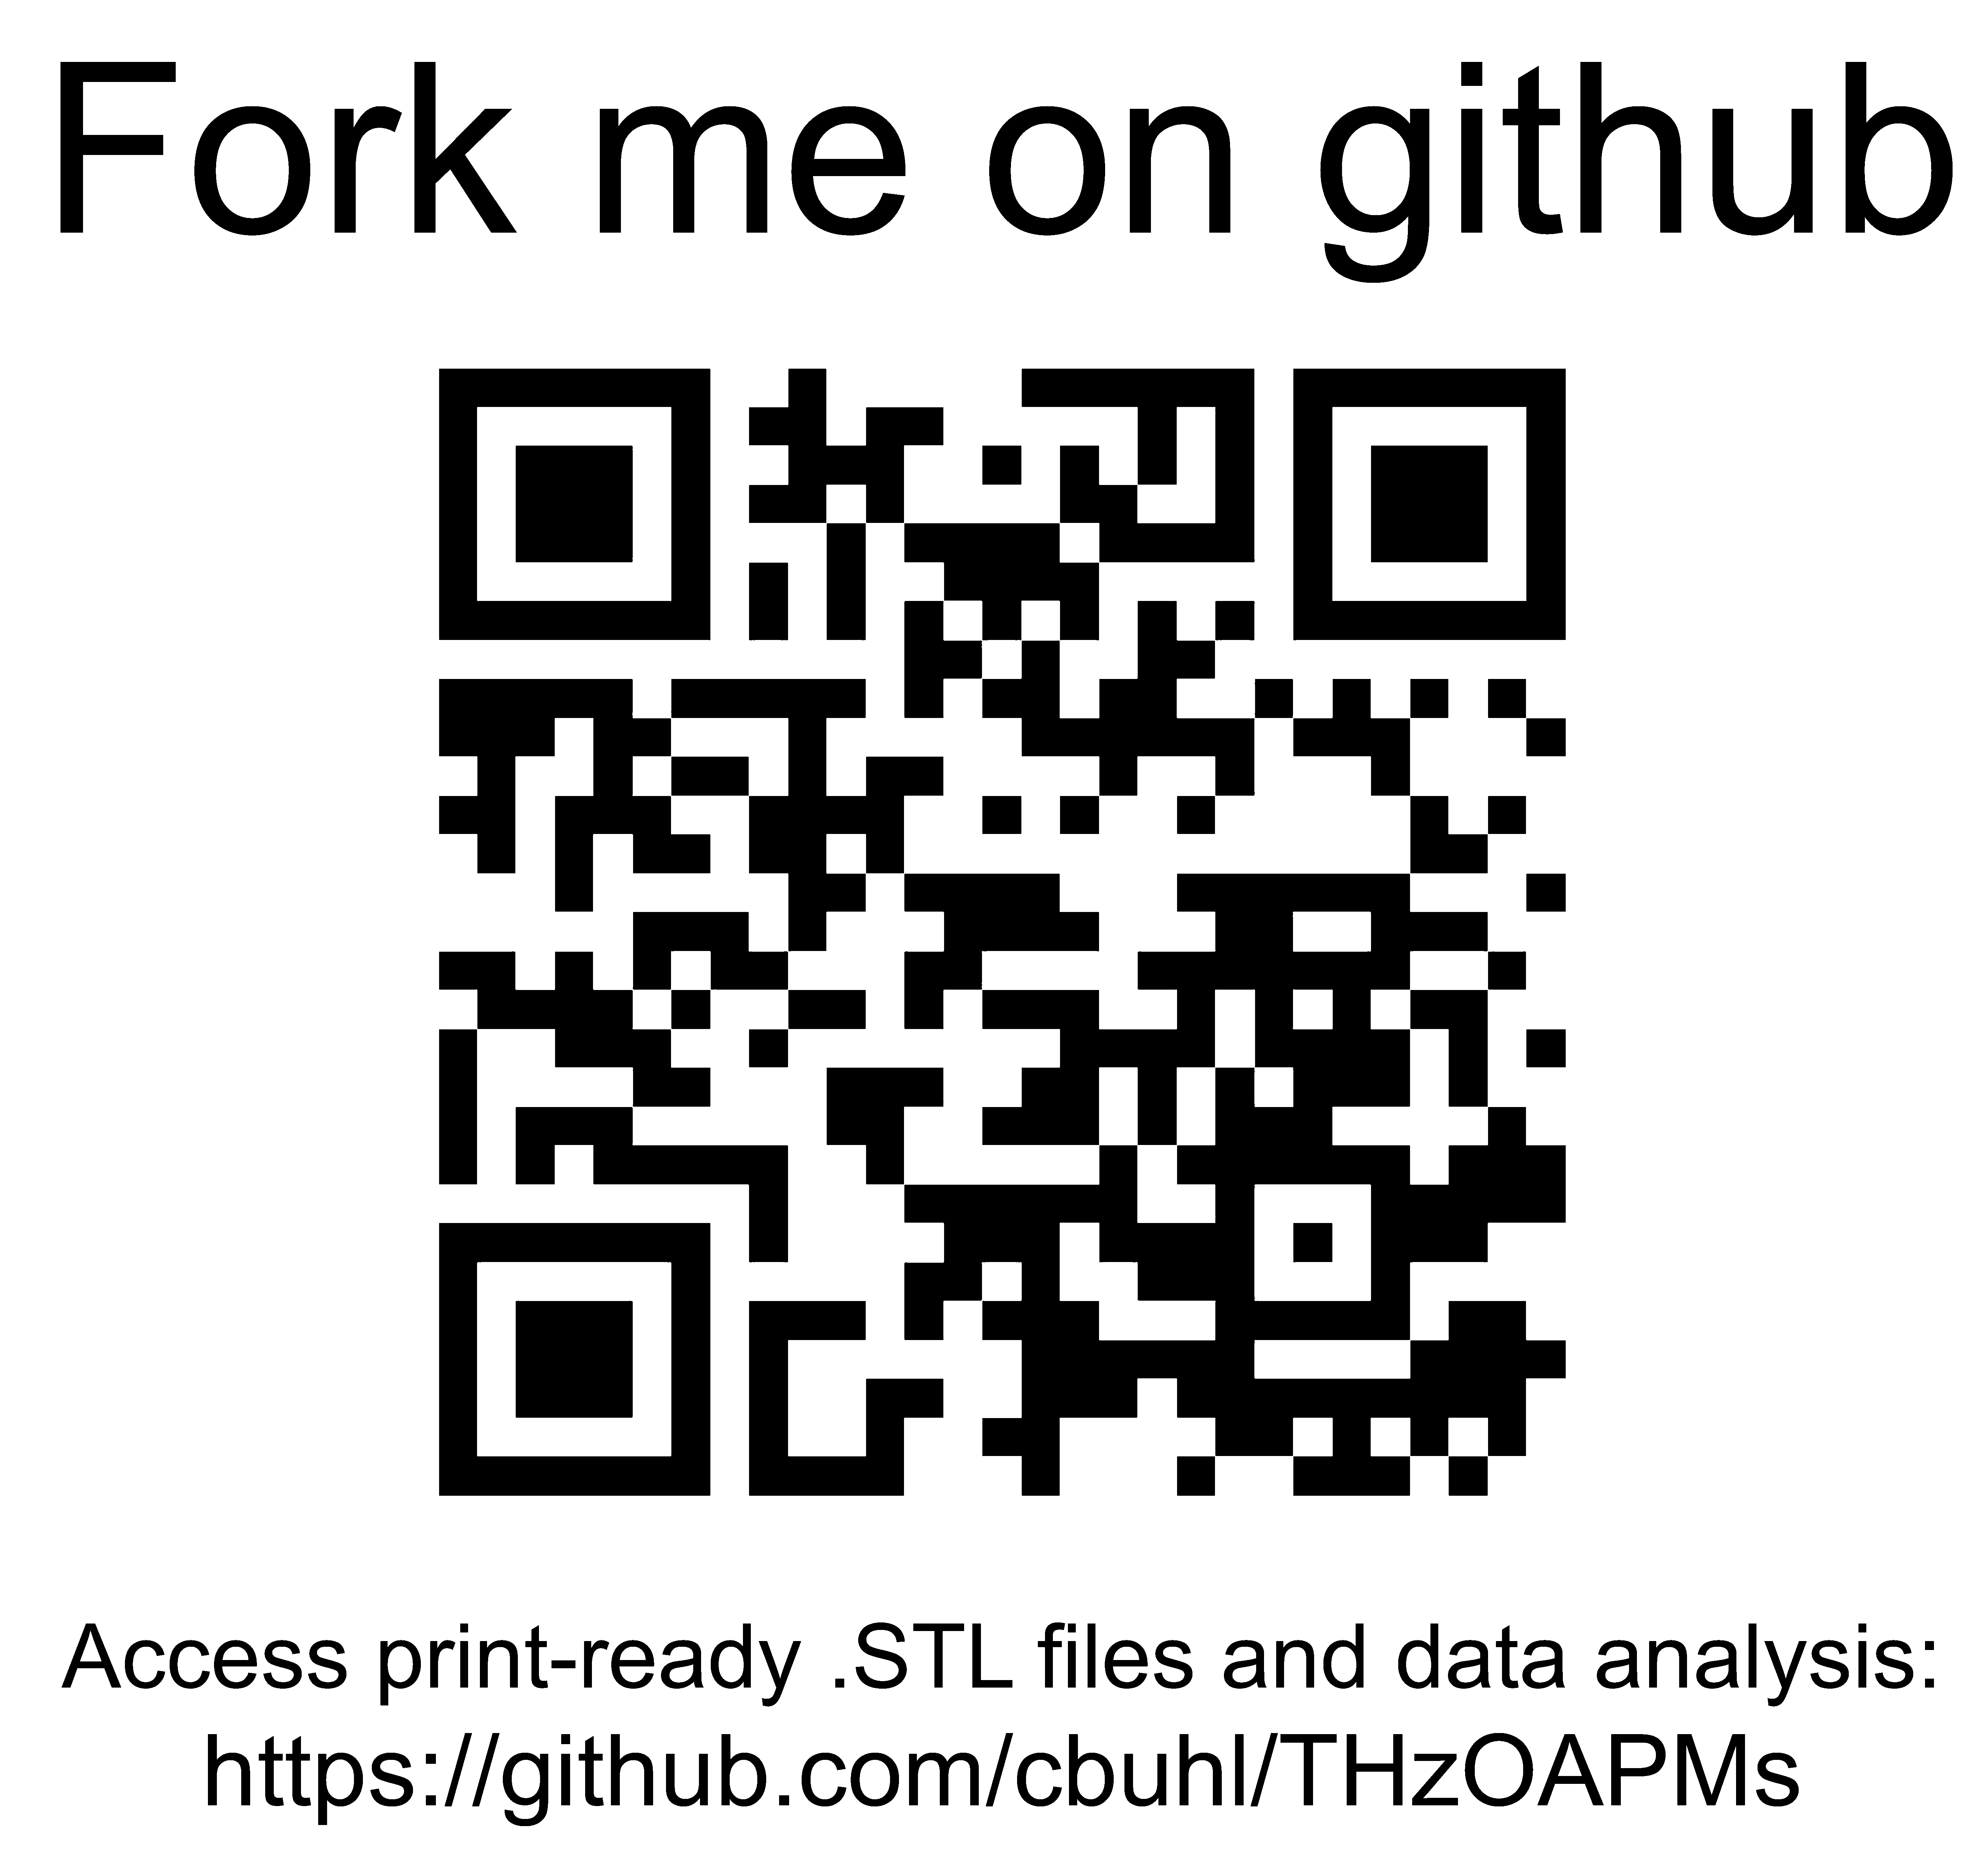 Fork me on github
Access print-ready .STL files and data analysis:
https://github.com/cbuhl/THzOAPMs